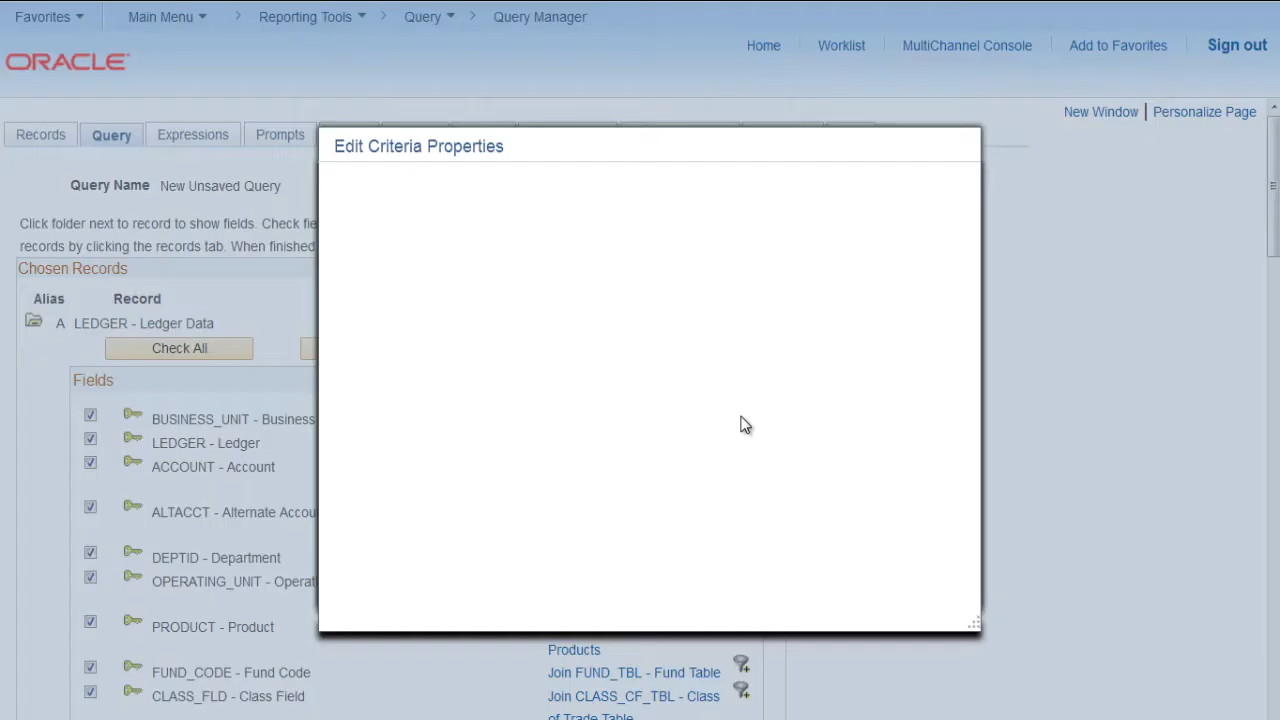 Favorites Main Menu Reporting Tools Query Query Manager
Home Worklist MultiChannel Console Add to Favorites Sign out
ORACLE
New Window Personalize Page
Records Query Expressions Prompts
Edit Criteria Properties
Query Name New Unsaved Query
Click folder next to record to show fields. Check
records by clicking the records tab. When finished
Chosen Records
Alias Record
A LEDGER - Ledger Data
Check All
Fields
BUSINESS_UNIT - Business
LEDGER - Ledger
ACCOUNT - Account
ALTACCT - Alternate
DEPTID - Department
OPERATING_UNIT -
PRODUCT - Product
Products
FUND_CODE - Fund Code Join FUND_TBL - Fund Table
CLASS_FLD - Class Field Join CLASS_CF_TBL - Class
of Trade Table